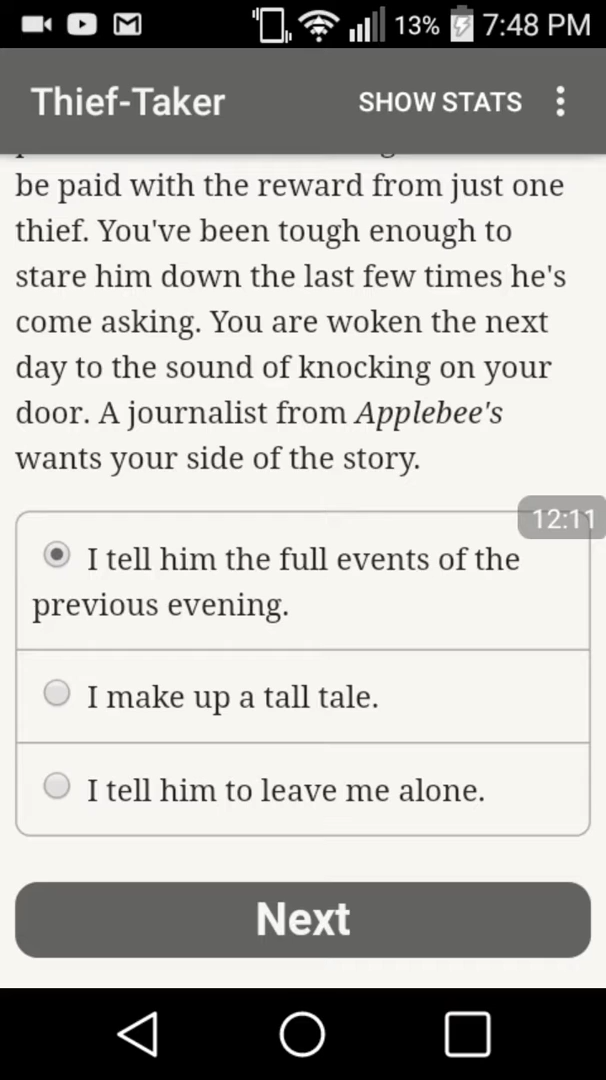 13% 7:48 PM
Thief-Taker SHOW STATS
be paid with the reward from just one
thief. You've been tough enough to
stare him down the last few times he's
come asking. You are woken the next
day to the sound of knocking on your
door. A journalist from Applebee's
wants your side of the story.
12:11
I tell him the full events of the
previous evening.
I make up a tall tale.
I tell him to leave me alone.
Next